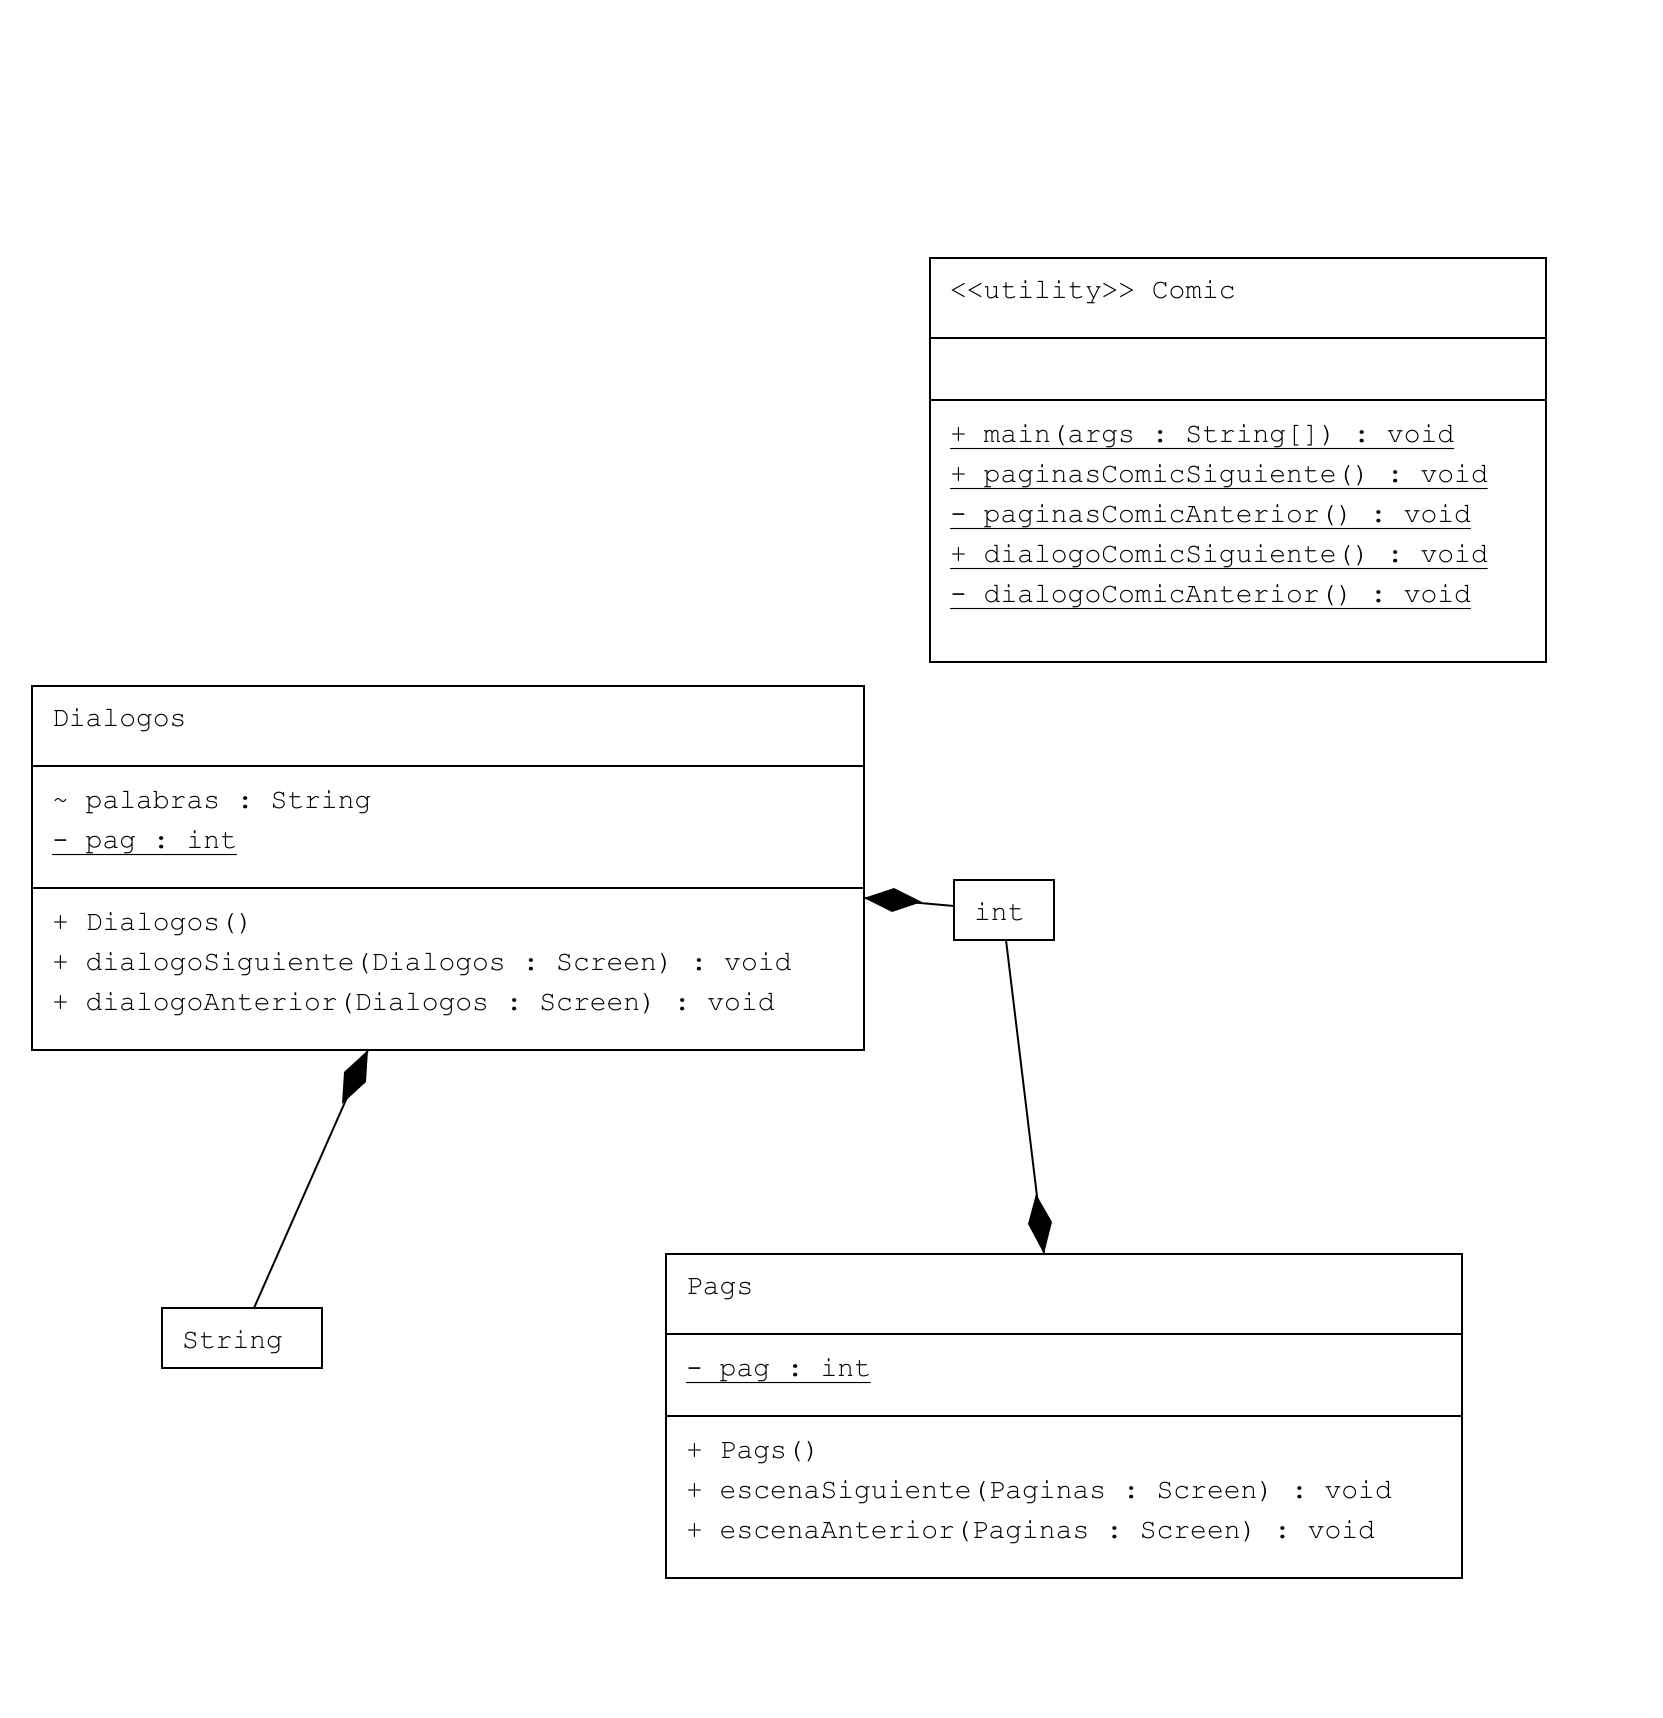 <<utility>> Comic
+ main(args : String[]) : void
+ paginasComicSiguiente() : void
- paginasComicAnterior() : void
+ dialogoComicSiguiente() : void
- dialogoComicAnterior() : void
Dialogos
~ palabras : String
- pag : int
+ Dialogos()
+ dialogoSiguiente(Dialogos : Screen) : void
+ dialogoAnterior(Dialogos : Screen) : void
int
String
Pags
- pag : int
+ Pags()
+ escenaSiguiente(Paginas : Screen) : void
+ escenaAnterior(Paginas : Screen) : void